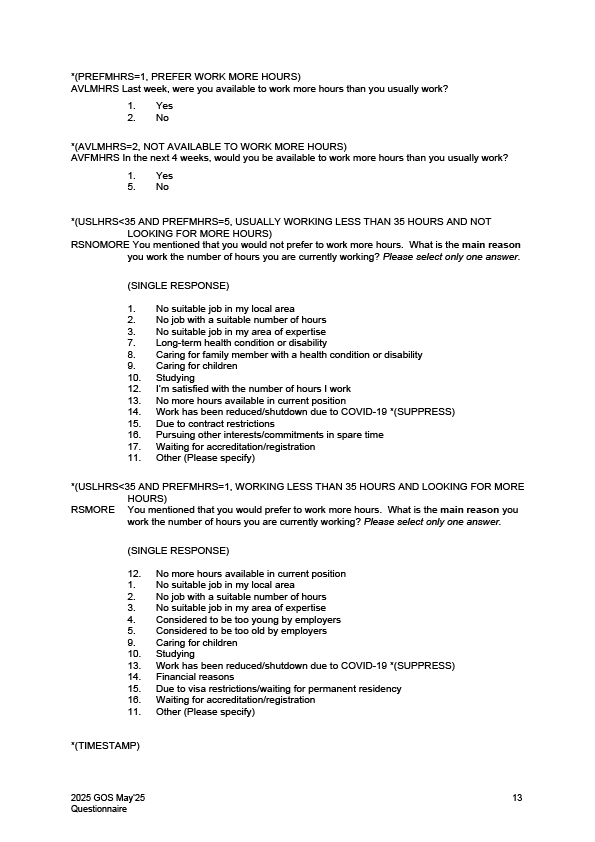 *(PREFMHRS=1, PREFER WORK MORE HOURS)
AVLMHRS Last week, were you available to work more hours than you usually work?
1. Yes
2. No
*(AVLMHRS=2, NOT AVAILABLE TO WORK MORE HOURS)
AVFMHRS In the next 4 weeks, would you be available to work more hours than you usually work?
1. Yes
5. No
*(USLHRS<35 AND PREFMHRS=5, USUALLY WORKING LESS THAN 35 HOURS AND NOT
LOOKING FOR MORE HOURS)
RSNOMORE You mentioned that you would not prefer to work more hours. What is the main reason
you work the number of hours you are currently working? Please select only one answer.
(SINGLE RESPONSE)
1. No suitable job in my local area
2. No job with a suitable number of hours
3. No suitable job in my area of expertise
7. Long-term health condition or disability
8. Caring for family member with a health condition or disability
9. Caring for children
10. Studying
12. I'm satisfied with the number of hours I work
13. No more hours available in current position
14. Work has been reduced/shutdown due to COVID-19 *(SUPPRESS)
15. Due to contract restrictions
16. Pursuing other interests/commitments in spare time
17. Waiting for accreditation/registration
11. Other (Please specify)
*(USLHRS<35 AND PREFMHRS=1, WORKING LESS THAN 35 HOURS AND LOOKING FOR MORE
HOURS)
RSMORE You mentioned that you would prefer to work more hours. What is the main reason you
work the number of hours you are currently working? Please select only one answer.
(SINGLE RESPONSE)
12. No more hours available in current position
1. No suitable job in my local area
2. No job with a suitable number of hours
3. No suitable job in my area of expertise
4. Considered to be too young by employers
5. Considered to be too old by employers
9. Caring for children
10. Studying
13. Work has been reduced/shutdown due to COVID-19 *(SUPPRESS)
14. Financial reasons
15. Due to visa restrictions/waiting for permanent residency
16. Waiting for accreditation/registration
11. Other (Please specify)
*(TIMESTAMP)
2025 GOS May'25 13
Questionnaire